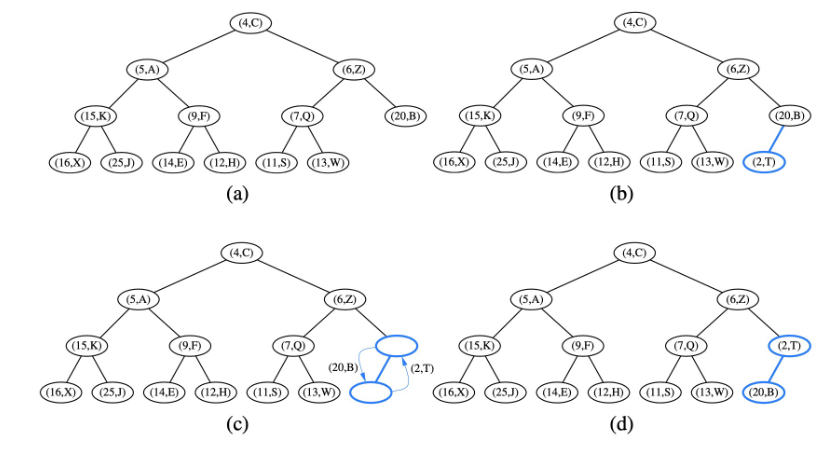 (4,C) (4,C)
(5,A) (6,Z) (5,A) (6,Z)
(15,K) (9,F) (7,Q) (20,B) (15,K) (9,F) (7,Q) (20,B)
(16,X) (25,J) (14,E) (12,H) (11,S) (13,W) (16,X) (25,J) (14,E) (12,H) (11,S) (13,W) (2,T)
(a) (b)
(4,C) (4,C)
(5,A) (6,Z) (5,A) (6,Z)
(15,K) (9,F) (7,Q) (15,K) (9,F) (7,Q) (2,T)
(20,B) (2,T)
(16,X) (25,J) (14,E) (12,H) (11,S) (13,W) (16,X) (25,J) (14,E) (12,H) (11,S) (13,W) (20,B)
(c) (d)